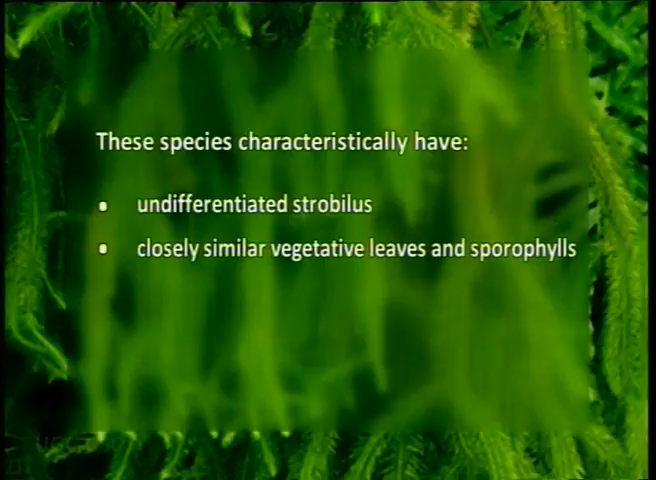 These species characteristically have:
• undifferentiated strobilus
• closely similar vegetative leaves and sporophylls